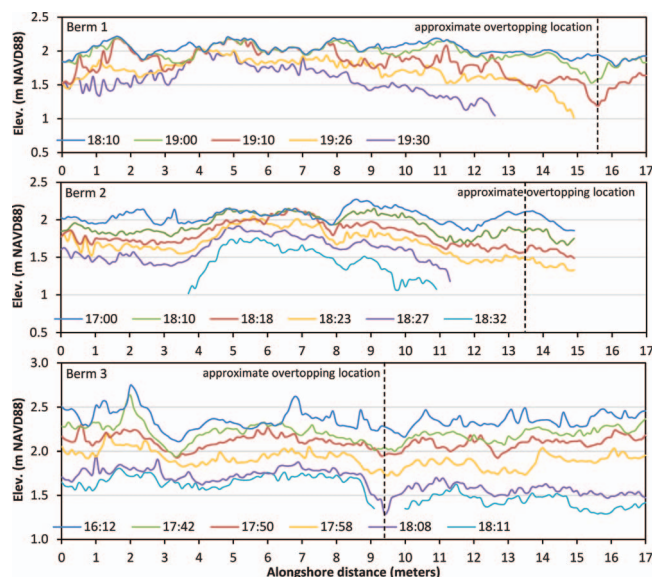 Berm 1
approximate overtopping location
Elev. (m NAVD88)
2.5
2
1.5
1
0.5
18:10 19:00 19:10 19:26 19:30
0 1 2 3 4 5 6 7 8 9 10 11 12 13 14 15 16 17
Berm 2
approximate overtopping location
Elev. (m NAVD88)
2.5
2
1.5
1
0.5
17:00 18:10 18:18 18:23 18:27 18:32
0 1 2 3 4 5 6 7 8 9 10 11 12 13 14 15 16 17
Berm 3
approximate overtopping location
Elev. (m NAVD88)
3.0
2.5
2.0
1.5
1.0
16:12 17:42 17:50 17:58 18:08 18:11
0 1 2 3 4 5 6 7 8 9 10 11 12 13 14 15 16 17
Alongshore distance (meters)